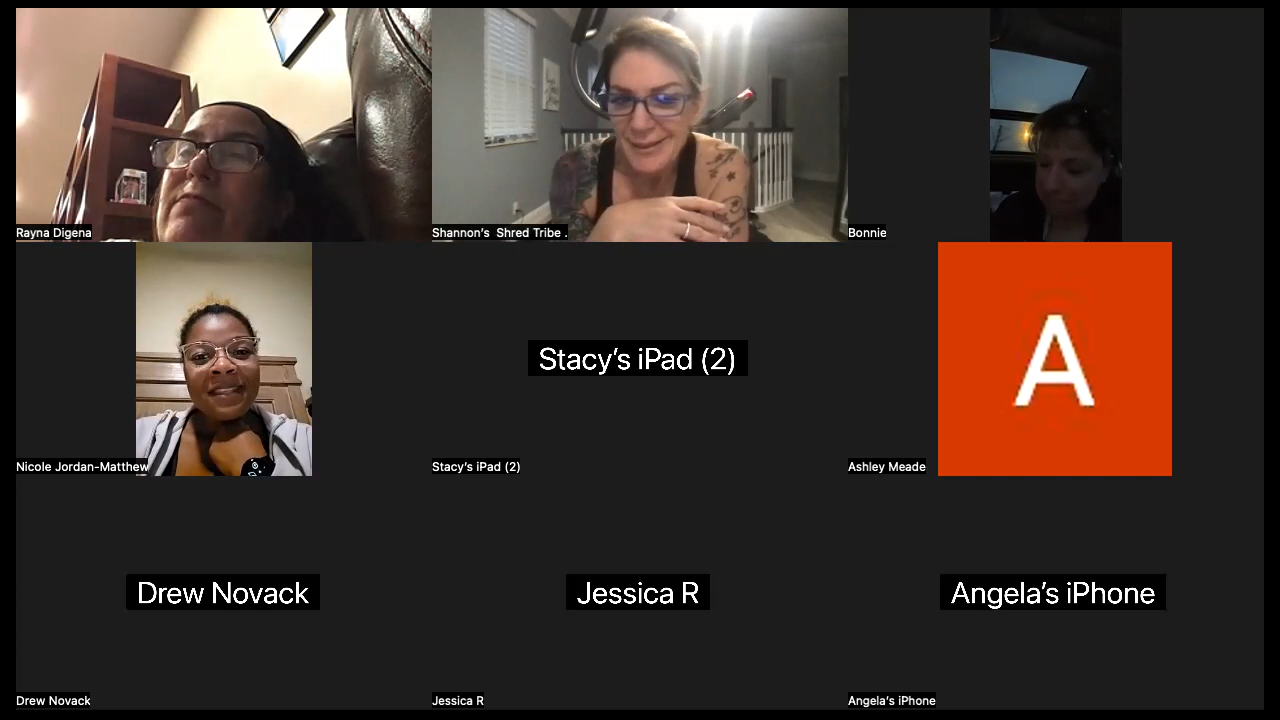 Rayna Digena
Shannon's  Shred Tribe .
Bonnie
Stacy's iPad (2)
A
Nicole Jordan-Matthew
Stacy's iPad (2)
Ashley Meade
Drew Novack
Jessica R
Angela's iPhone
Drew Novack
Jessica R
Angela's iPhone